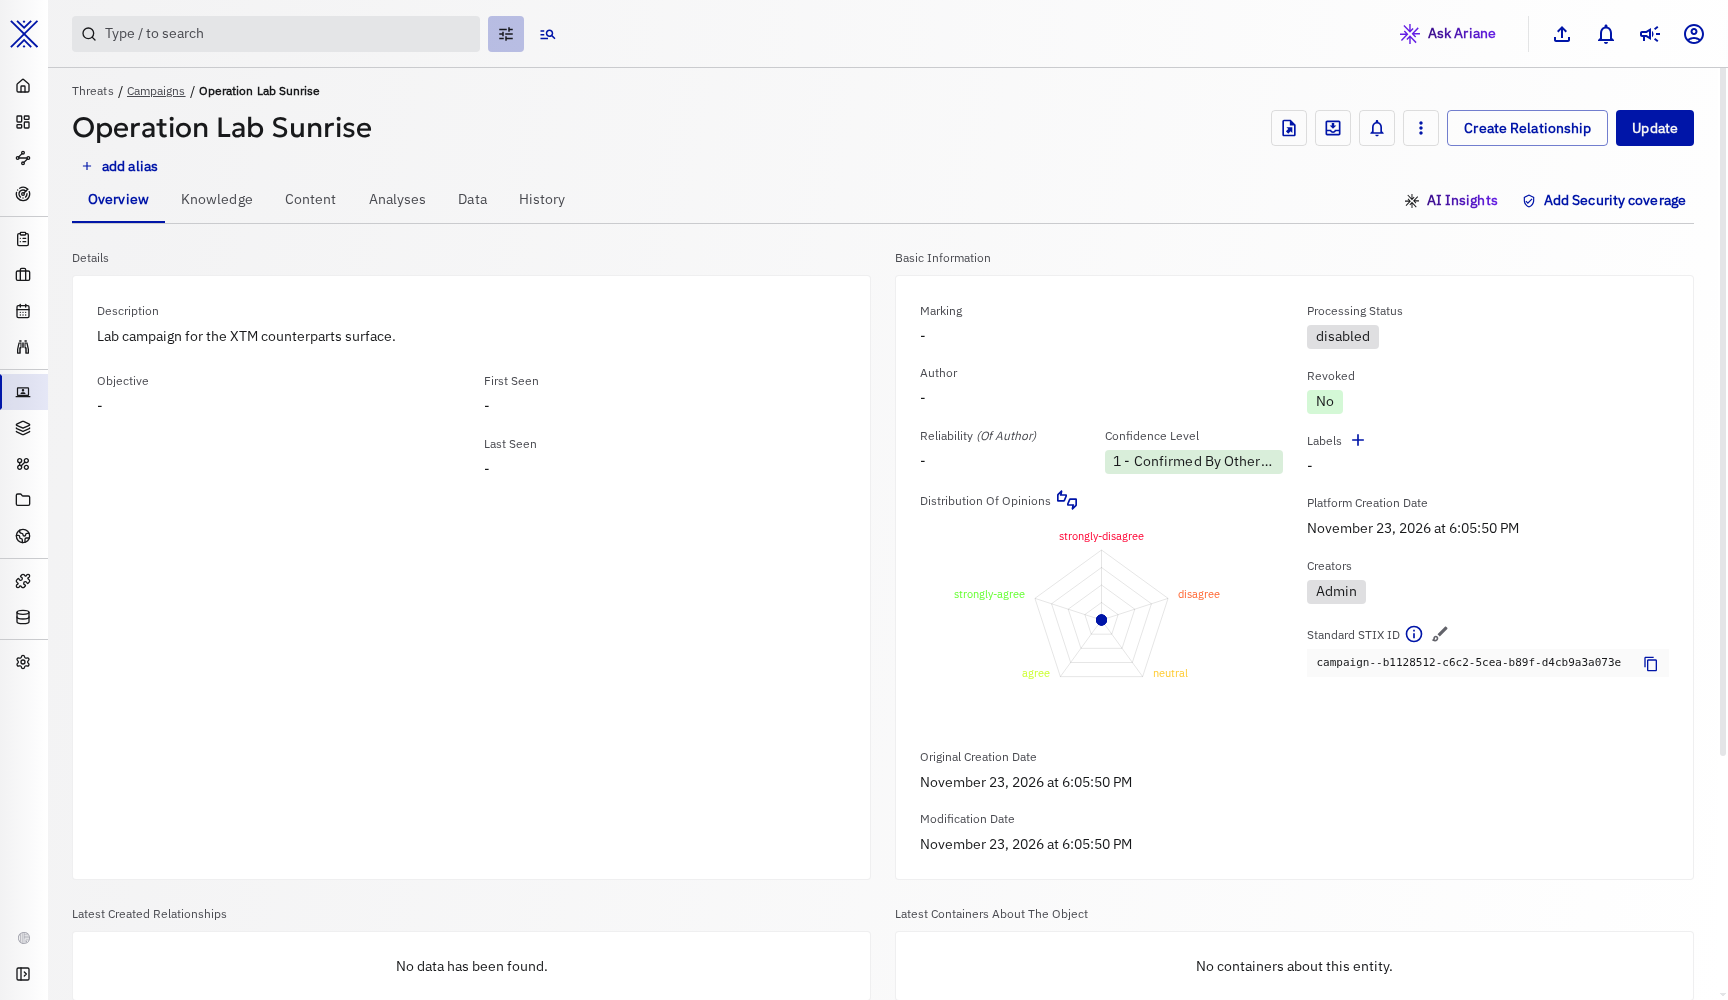 Type / to search
Ask Ariane
Threats / Campaigns / Operation Lab Sunrise
Operation Lab Sunrise
Create Relationship
Update
+ add alias
Overview
Knowledge
Content
Analyses
Data
History
AI Insights
Add Security coverage
Details
Description
Lab campaign for the XTM counterparts surface.
Objective
-
First Seen
-
Last Seen
-
Basic Information
Marking
-
Processing Status
disabled
Author
-
Revoked
No
Reliability (Of Author)
-
Confidence Level
1 - Confirmed By Other...
Labels
-
Distribution Of Opinions
strongly-disagree
strongly-agree
disagree
agree
neutral
Platform Creation Date
November 23, 2026 at 6:05:50 PM
Creators
Admin
Standard STIX ID
campaign--b1128512-c6c2-5cea-b89f-d4cb9a3a073e
Original Creation Date
November 23, 2026 at 6:05:50 PM
Modification Date
November 23, 2026 at 6:05:50 PM
Latest Created Relationships
No data has been found.
Latest Containers About The Object
No containers about this entity.